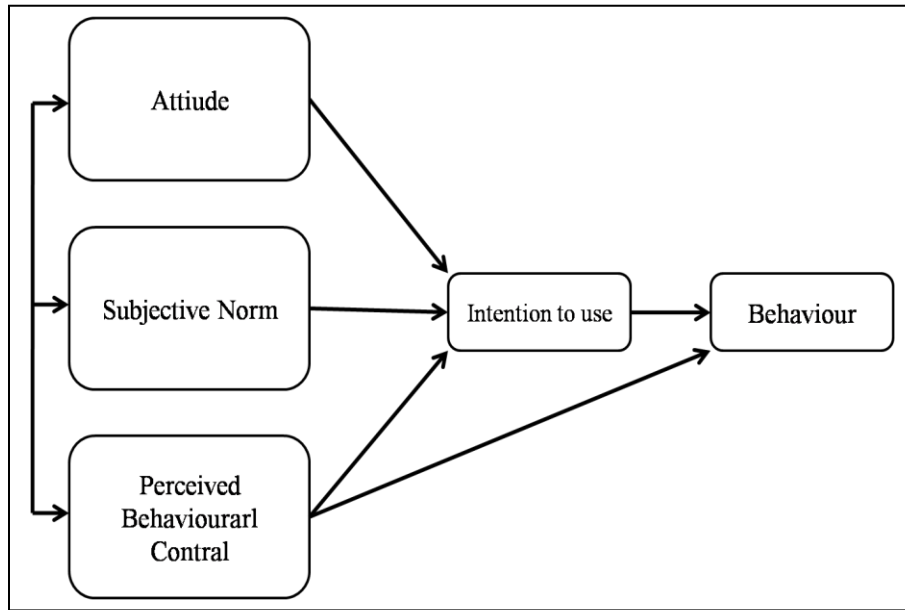 Attiude
Subjective Norm
Intention to use
Behaviour
Perceived
Behaviourarl
Contral